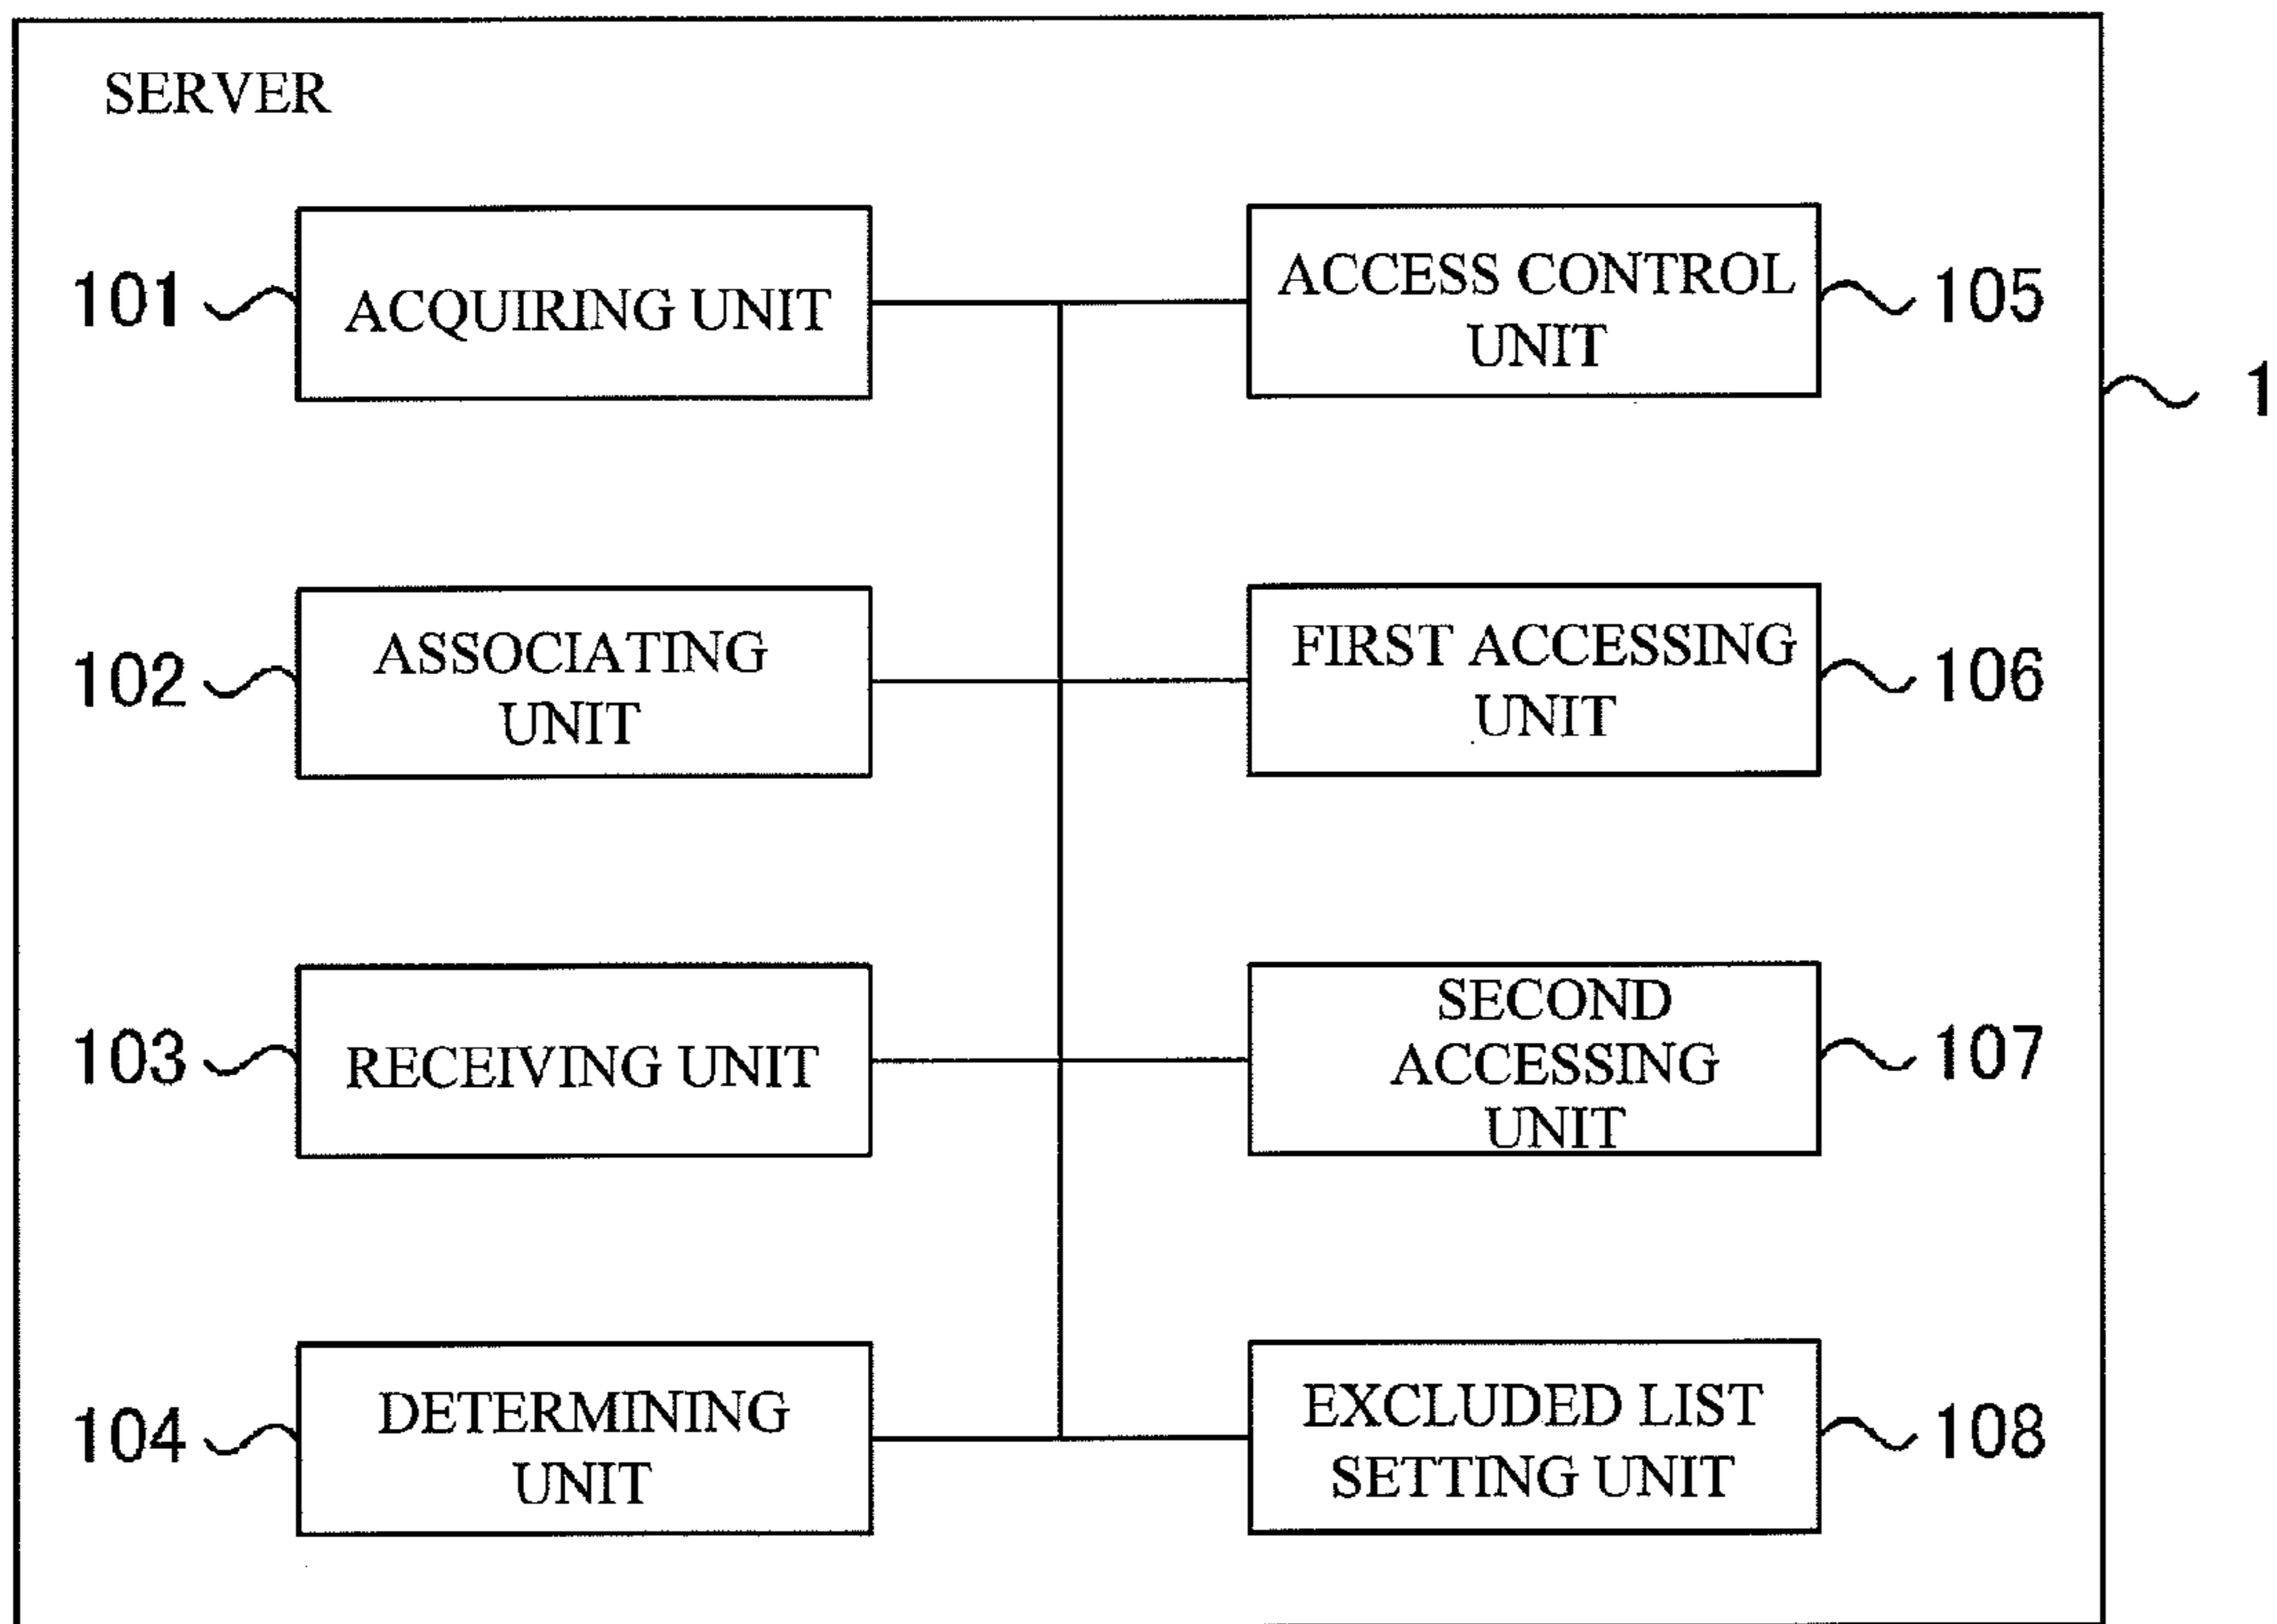 SERVER
101
ACQUIRING UNIT
ACCESS CONTROL
UNIT
105
1
102
ASSOCIATING
UNIT
FIRST ACCESSING
UNIT
106
103
RECEIVING UNIT
SECOND
ACCESSING
UNIT
107
104
DETERMINING
UNIT
EXCLUDED LIST
SETTING UNIT
108